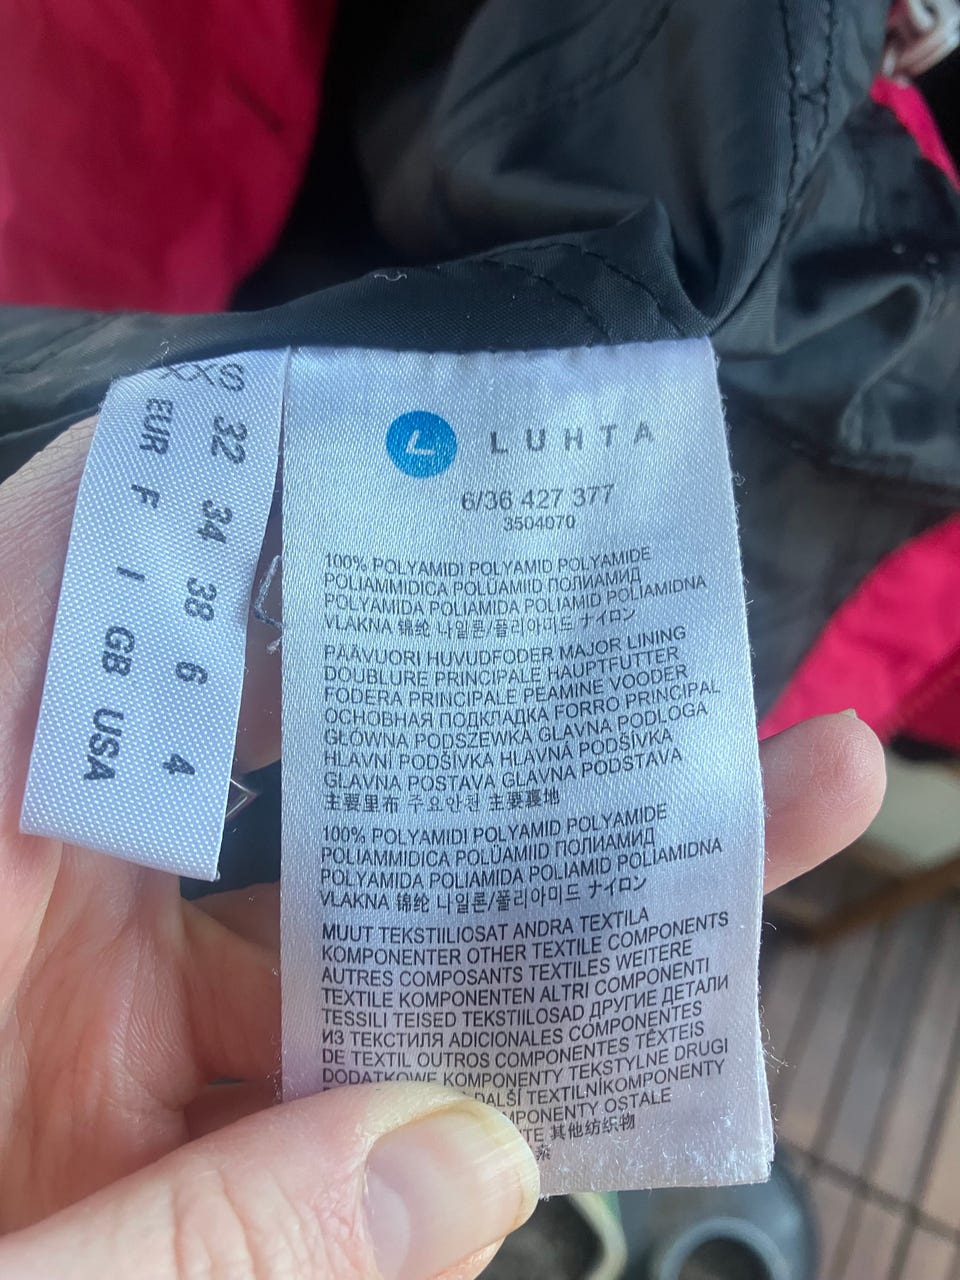 XXS
EUR 32
F 34
I 38
GB 6
USA 4
LUHTA
6/36 427 377
3504070
100% POLYAMIDI POLYAMID POLYAMIDE
POLIAMMIDICA POLÜAMIID ПОЛИАМИД
POLYAMIDA POLIAMIDA POLIAMID POLIAMIDNA
VLAKNA 锦纶 나일론/폴리아미드 ナイロン
PÄÄVUORI HUVUDFODER MAJOR LINING
DOUBLURE PRINCIPALE HAUPTFUTTER
FODERA PRINCIPALE PEAMINE VOODER
ОСНОВНАЯ ПОДКЛАДКА FORRO PRINCIPAL
GŁÓWNA PODSZEWKA GLAVNA PODLOGA
HLAVNÍ PODŠÍVKA HLAVNÁ PODŠÍVKA
GLAVNA POSTAVA GLAVNA PODSTAVA
主要里布 주요안천 主要裏地
100% POLYAMIDI POLYAMID POLYAMIDE
POLIAMMIDICA POLÜAMIID ПОЛИАМИД
POLYAMIDA POLIAMIDA POLIAMID POLIAMIDNA
VLAKNA 锦纶 나일론/폴리아미드 ナイロン
MUUT TEKSTIILIOSAT ANDRA TEXTILA
KOMPONENTER OTHER TEXTILE COMPONENTS
AUTRES COMPOSANTS TEXTILES WEITERE
TEXTILE KOMPONENTEN ALTRI COMPONENTI
TESSILI TEISED TEKSTIILOSAD ДРУГИЕ ДЕТАЛИ
ИЗ ТЕКСТИЛЯ ADICIONALES COMPONENTES
DE TEXTIL OUTROS COMPONENTES TÊXTEIS
DODATKOWE KOMPONENTY TEKSTYLNE DRUGI
DALŠÍ TEXTILNÍKOMPONENTY
OSTALE
其他纺织物
素